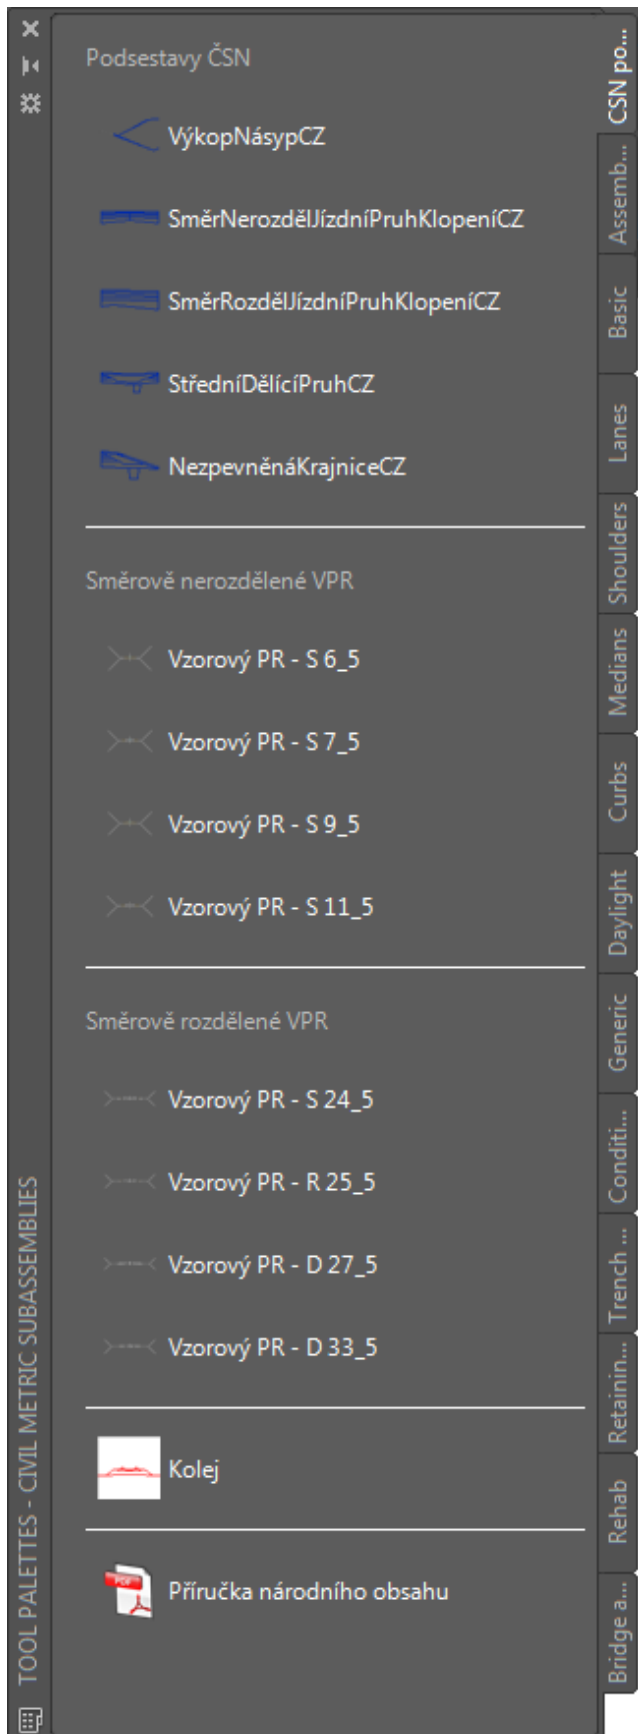 Podsestavy ČSN
VýkopNásypCZ
SměrNerozdělJízdníPruhKlopeníCZ
SměrRozdělJízdníPruhKlopeníCZ
StředníDělícíPruhCZ
NezpevněnáKrajniceCZ
Směrově nerozdělené VPR
Vzorový PR - S 6_5
Vzorový PR - S 7_5
Vzorový PR - S 9_5
Vzorový PR - S 11_5
Směrově rozdělené VPR
Vzorový PR - S 24_5
Vzorový PR - R 25_5
Vzorový PR - D 27_5
Vzorový PR - D 33_5
Kolej
PDF
Příručka národního obsahu
CSN po...
Assemb...
Basic
Lanes
Shoulders
Medians
Curbs
Daylight
Generic
Conditi...
Trench ...
Retainin...
Rehab
Bridge a...
TOOL PALETTES - CIVIL METRIC SUBASSEMBLIES